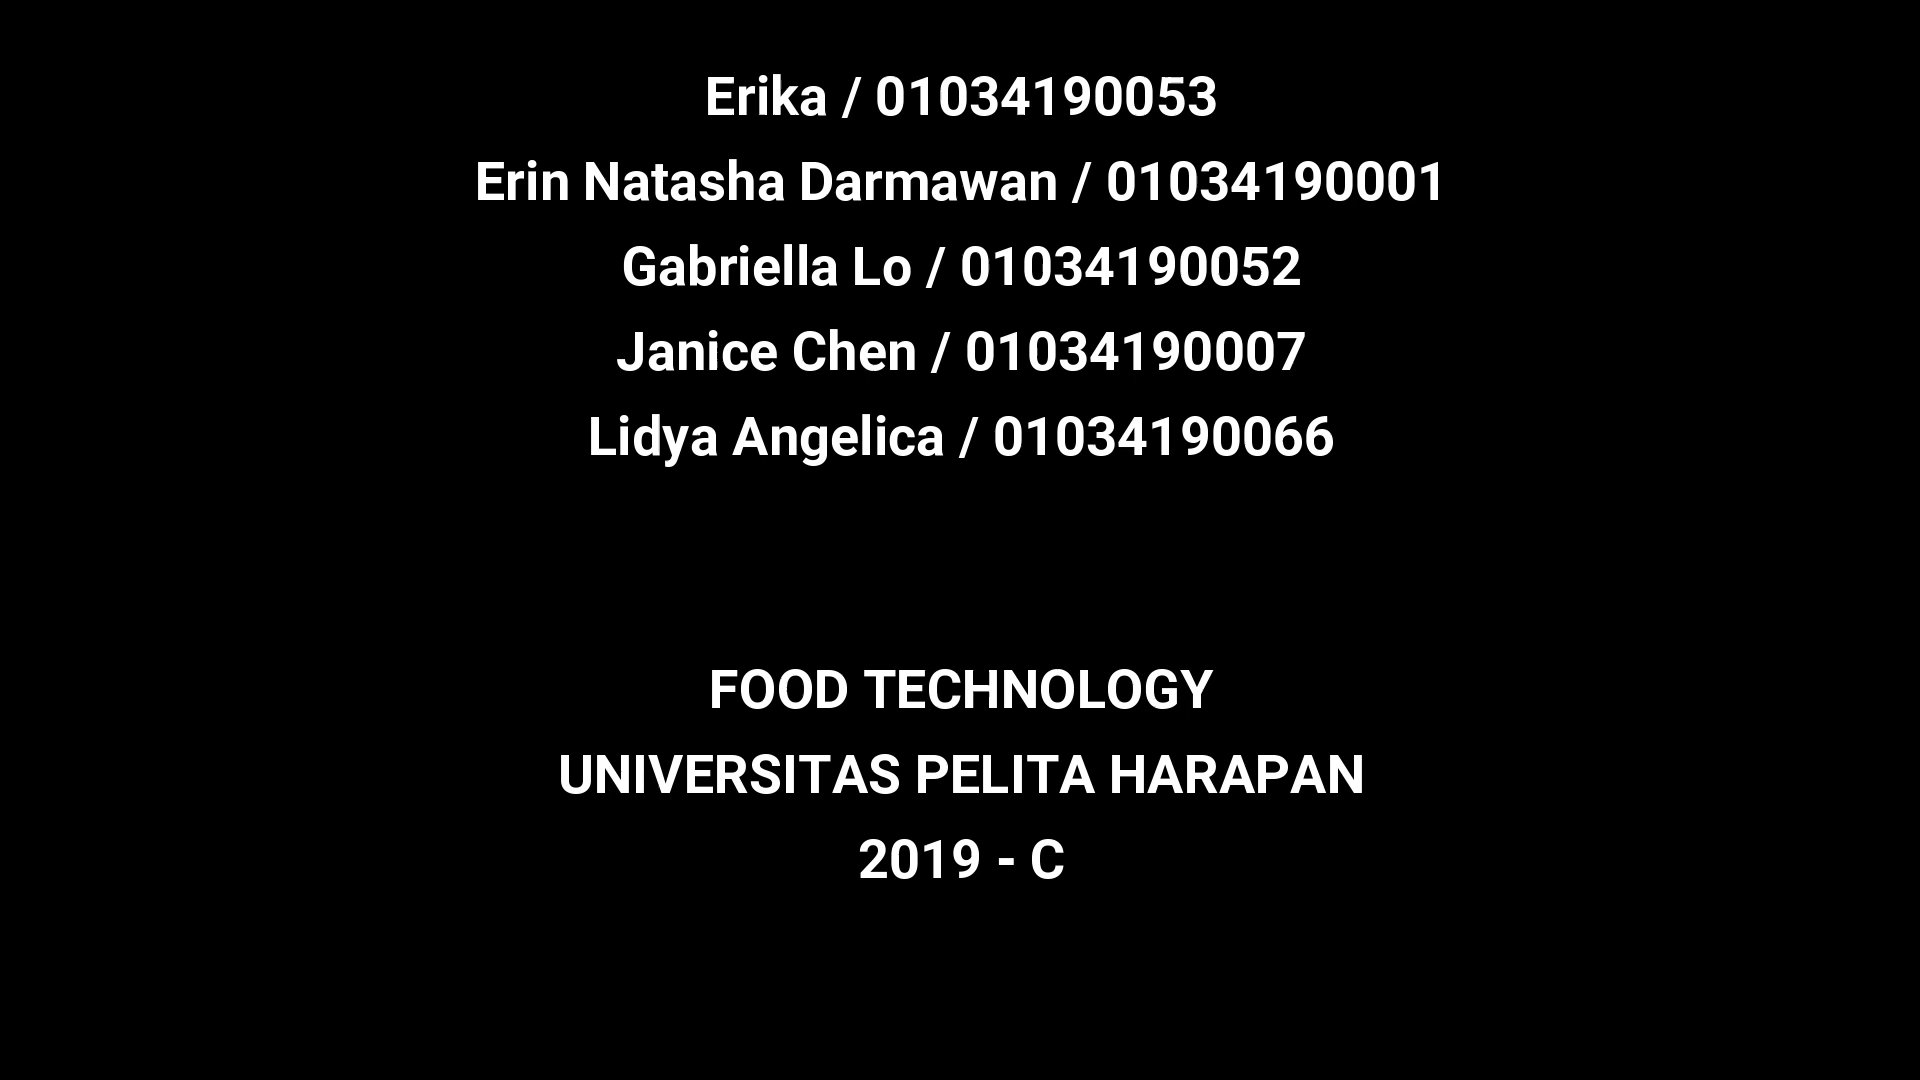 Erika / 01034190053
Erin Natasha Darmawan / 01034190001
Gabriella Lo / 01034190052
Janice Chen / 01034190007
Lidya Angelica / 01034190066
FOOD TECHNOLOGY
UNIVERSITAS PELITA HARAPAN
2019 - C